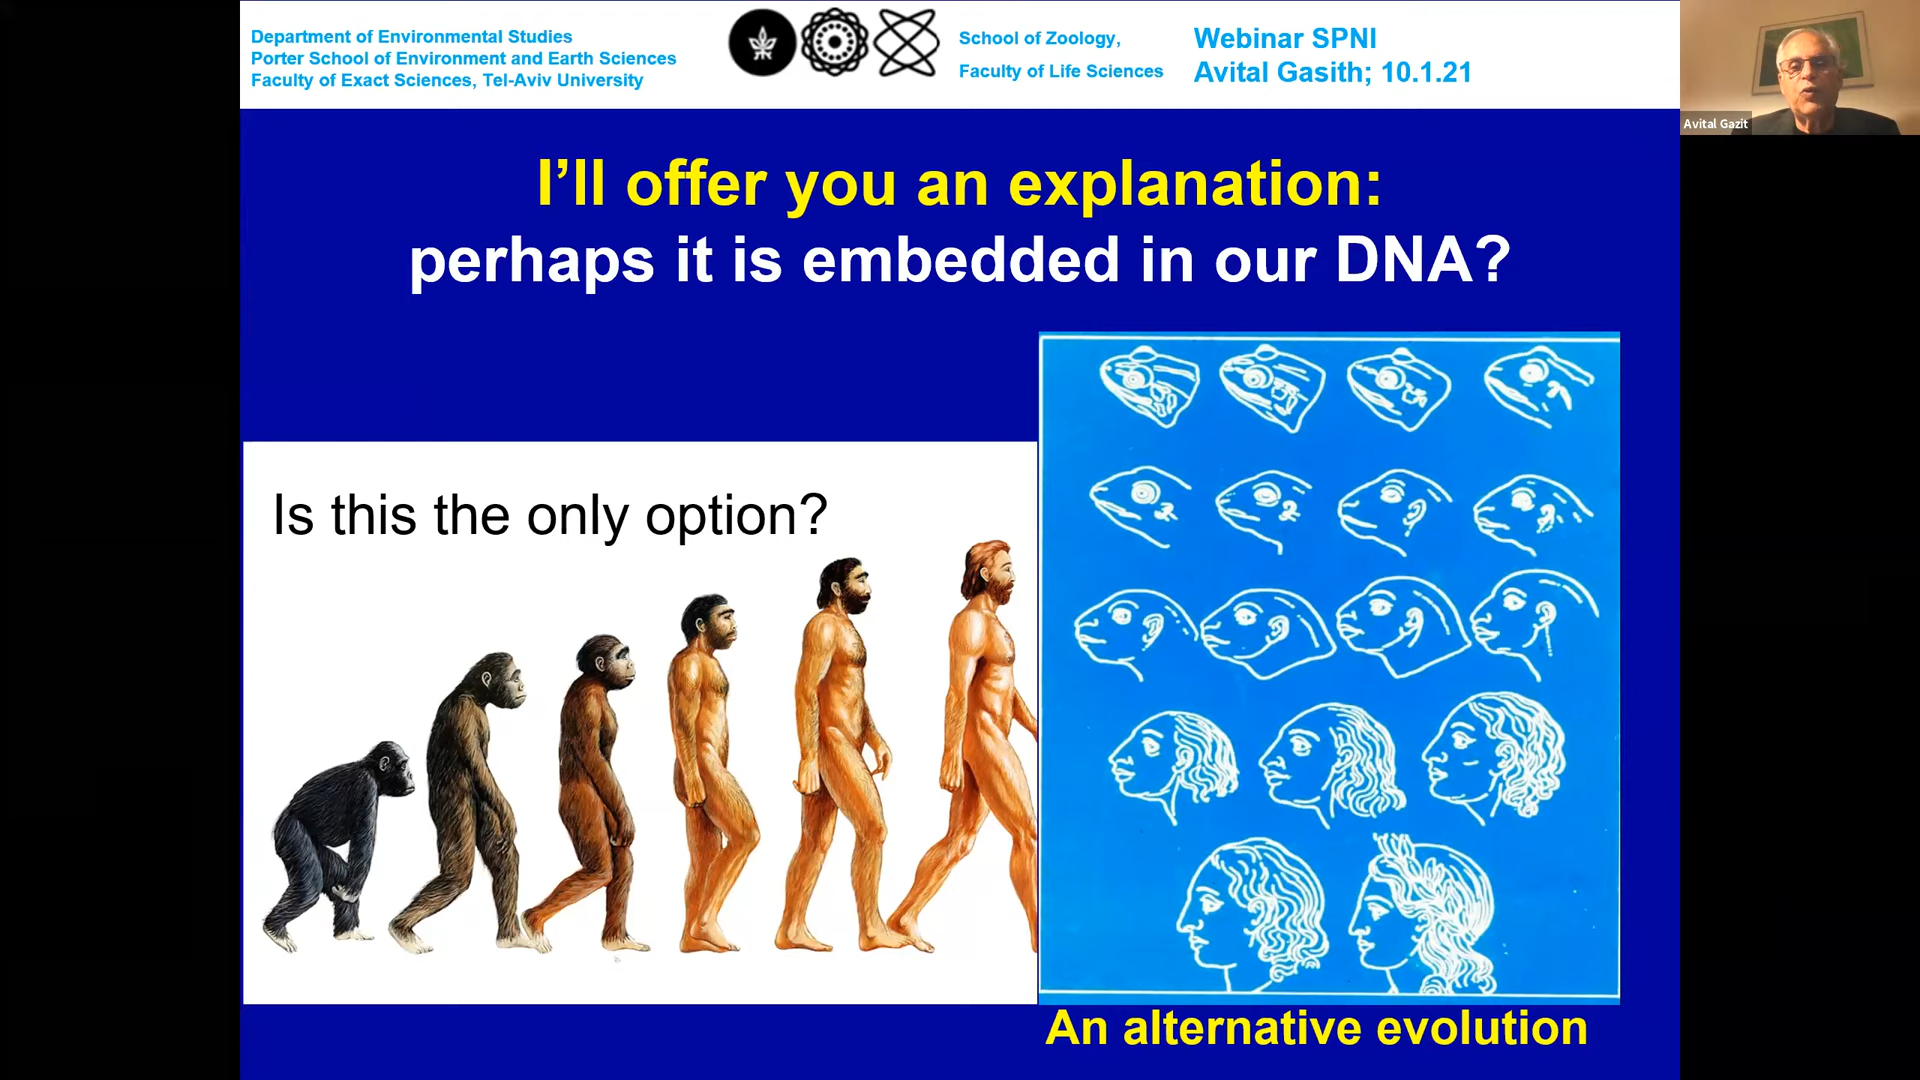 Department of Environmental Studies
Porter School of Environment and Earth Sciences
Faculty of Exact Sciences, Tel-Aviv University
School of Zoology,
Faculty of Life Sciences
Webinar SPNI
Avital Gasith; 10.1.21
Avital Gazit
I'll offer you an explanation:
perhaps it is embedded in our DNA?
Is this the only option?
An alternative evolution